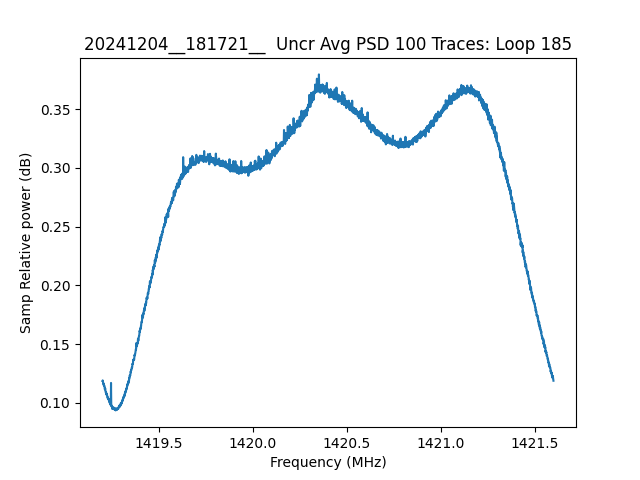 20241204__181721__  Uncr Avg PSD 100 Traces: Loop 185
Samp Relative power (dB)
0.35
0.30
0.25
0.20
0.15
0.10
1419.5 1420.0 1420.5 1421.0 1421.5
Frequency (MHz)